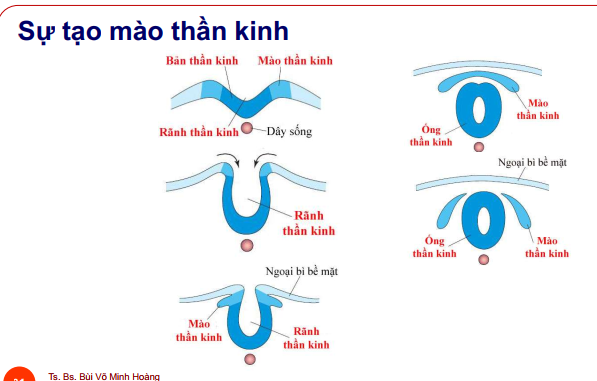 Sự tạo mào thần kinh
Bản thần kinh
Mào thần kinh
Rãnh thần kinh
Dây sống
Mào
thần kinh
Ống
thần kinh
Rãnh
thần kinh
Ngoại bì bề mặt
Ống
thần kinh
Mào
thần kinh
Ngoại bì bề mặt
Mào
thần kinh
Rãnh
thần kinh
Ts. Bs. Bùi Võ Minh Hoàng